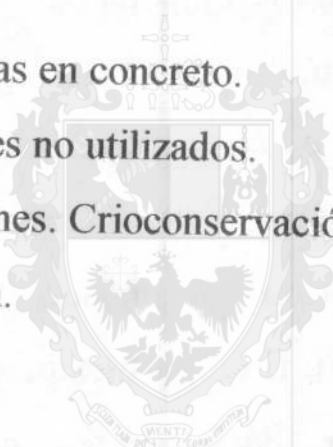 as en concreto.
es no utilizados.
nes. Crioconservació